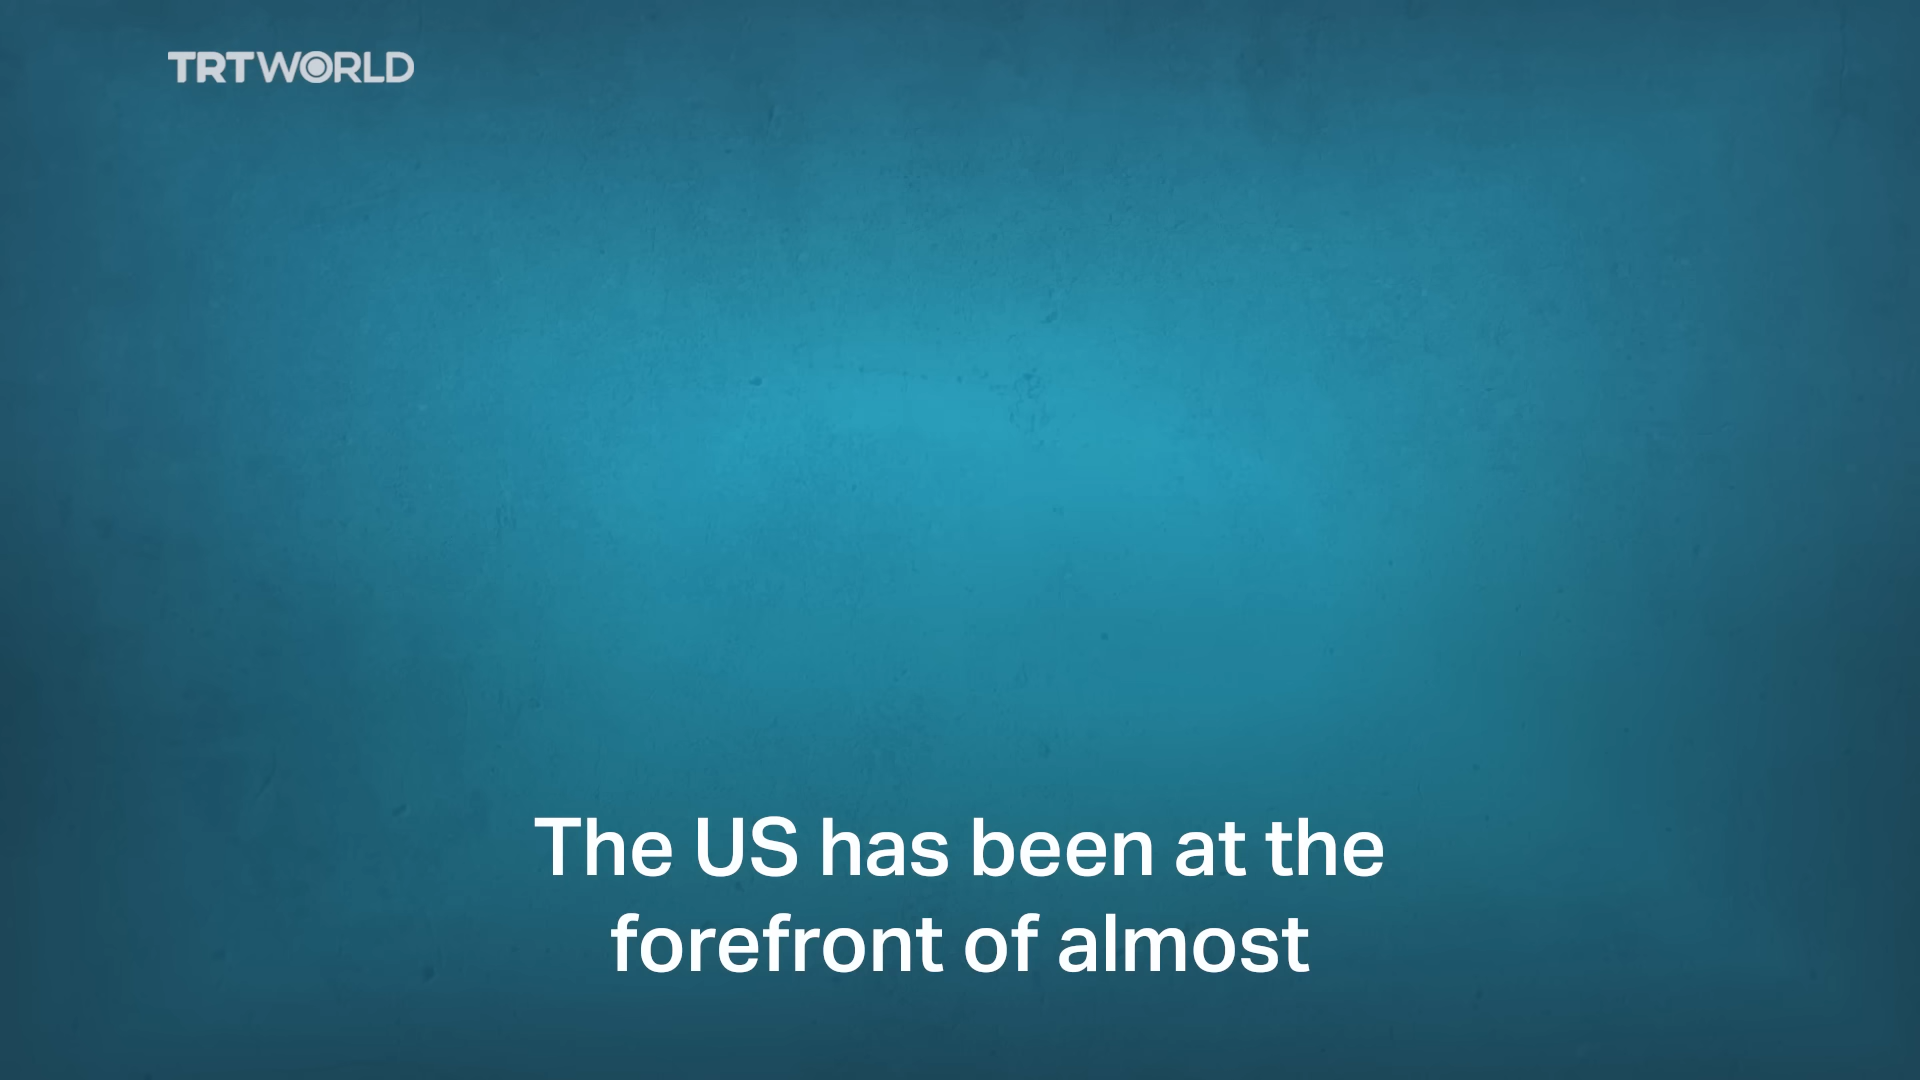 TRTWORLD
The US has been at the
forefront of almost